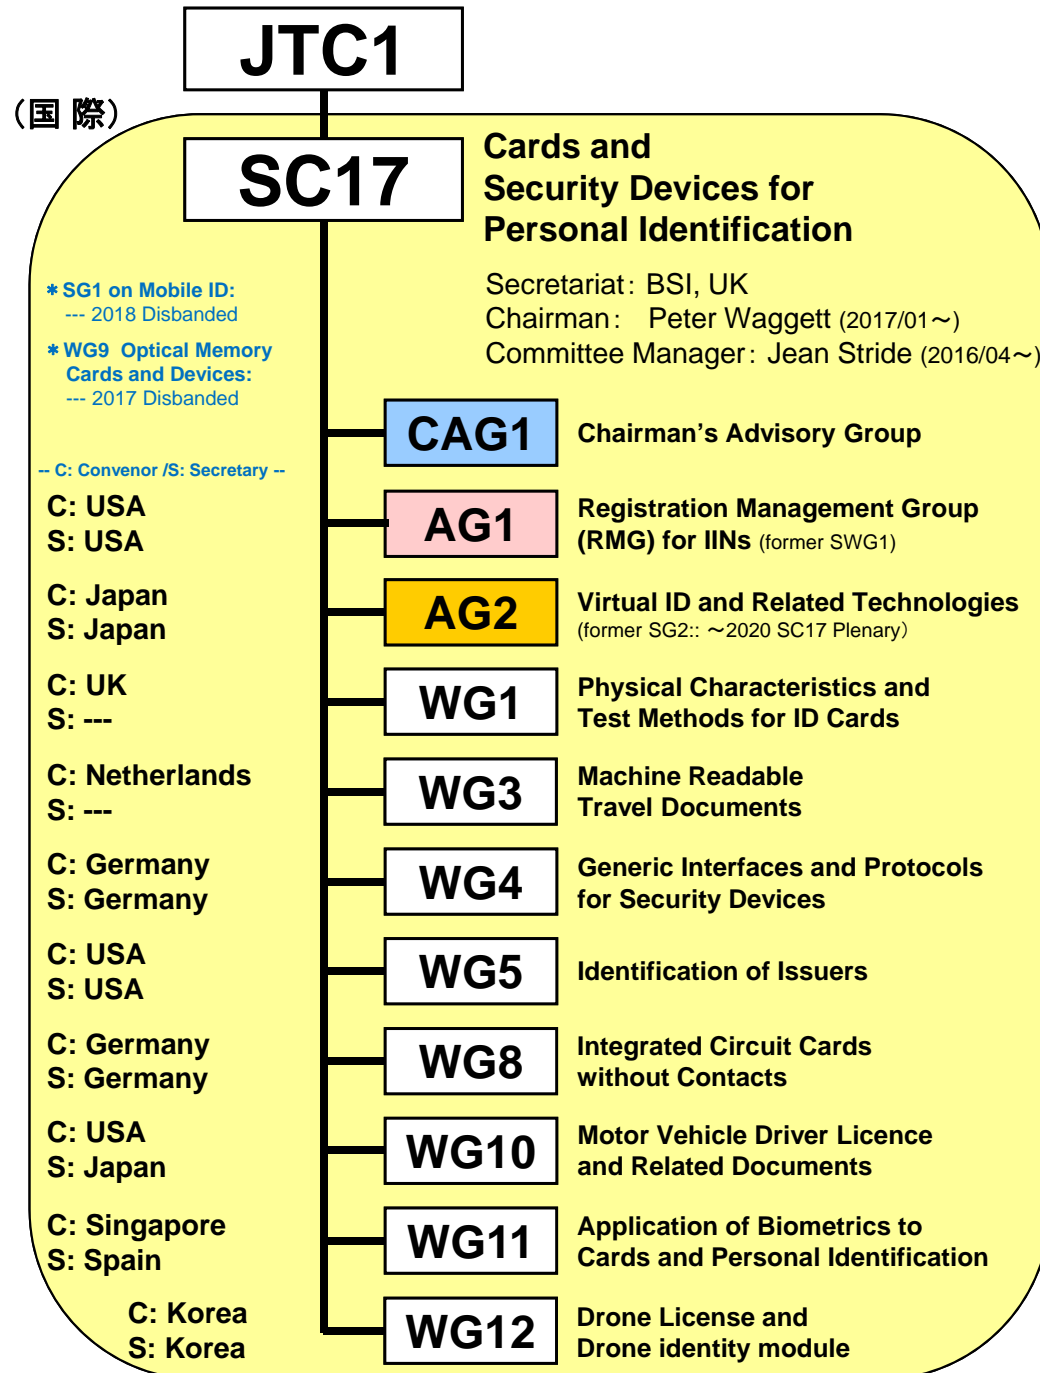 JTC1
（国 際）
SC17
Cards and
Security Devices for
Personal Identification
Secretariat： BSI, UK
Chairman： Peter Waggett (2017/01～)
Committee Manager： Jean Stride (2016/04～)
＊SG1 on Mobile ID:
--- 2018 Disbanded
＊WG9 Optical Memory
Cards and Devices:
--- 2017 Disbanded
CAG1
Chairman's Advisory Group
-- C: Convenor /S: Secretary --
C: USA
S: USA
AG1
Registration Management Group
(RMG) for IINs (former SWG1)
C: Japan
S: Japan
AG2
Virtual ID and Related Technologies
(former SG2:: ～2020 SC17 Plenary）
C: UK
S: ---
WG1
Physical Characteristics and
Test Methods for ID Cards
C: Netherlands
S: ---
WG3
Machine Readable
Travel Documents
C: Germany
S: Germany
WG4
Generic Interfaces and Protocols
for Security Devices
C: USA
S: USA
WG5
Identification of Issuers
C: Germany
S: Germany
WG8
Integrated Circuit Cards
without Contacts
C: USA
S: Japan
WG10
Motor Vehicle Driver Licence
and Related Documents
C: Singapore
S: Spain
WG11
Application of Biometrics to
Cards and Personal Identification
C: Korea
S: Korea
WG12
Drone License and
Drone identity module